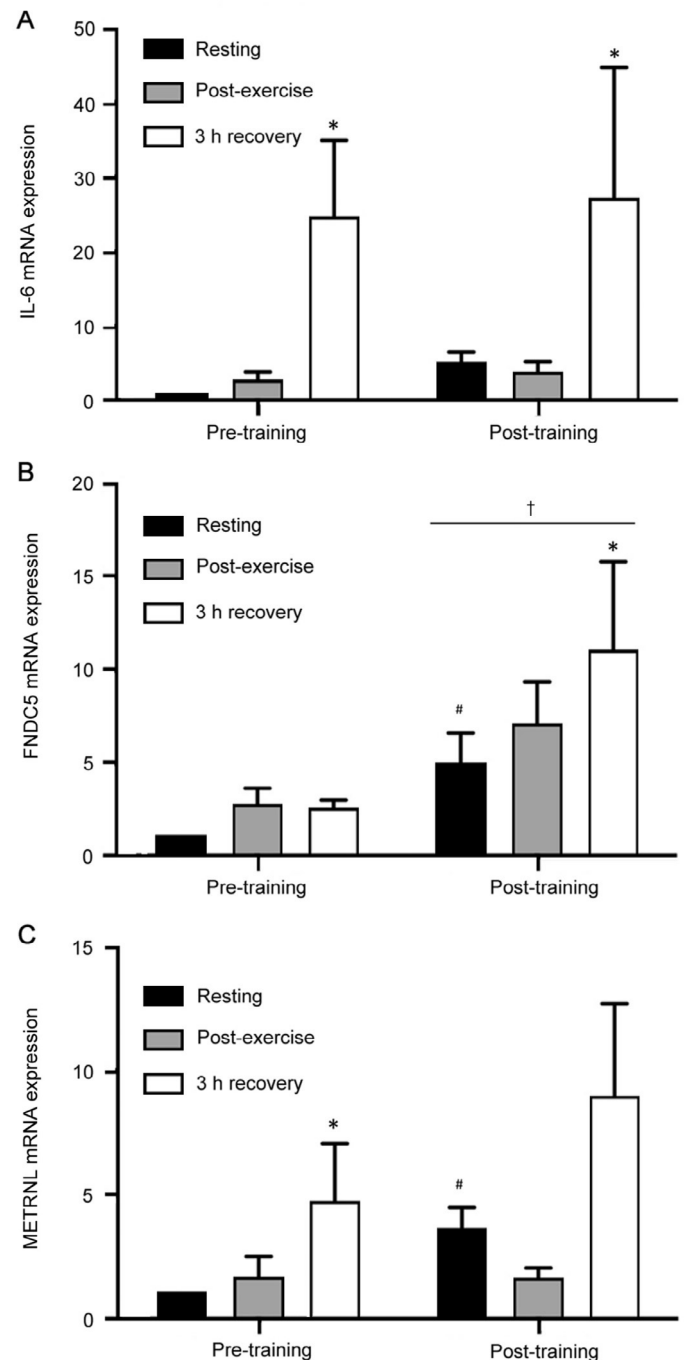 A
IL-6 mRNA expression
50
40
30
20
10
0
Resting
Post-exercise
3 h recovery
*
*
Pre-training
Post-training
B
FNDC5 mRNA expression
20
15
10
5
0
Resting
Post-exercise
3 h recovery
†
*
#
Pre-training
Post-training
C
METRNL mRNA expression
15
10
5
0
Resting
Post-exercise
3 h recovery
*
#
Pre-training
Post-training